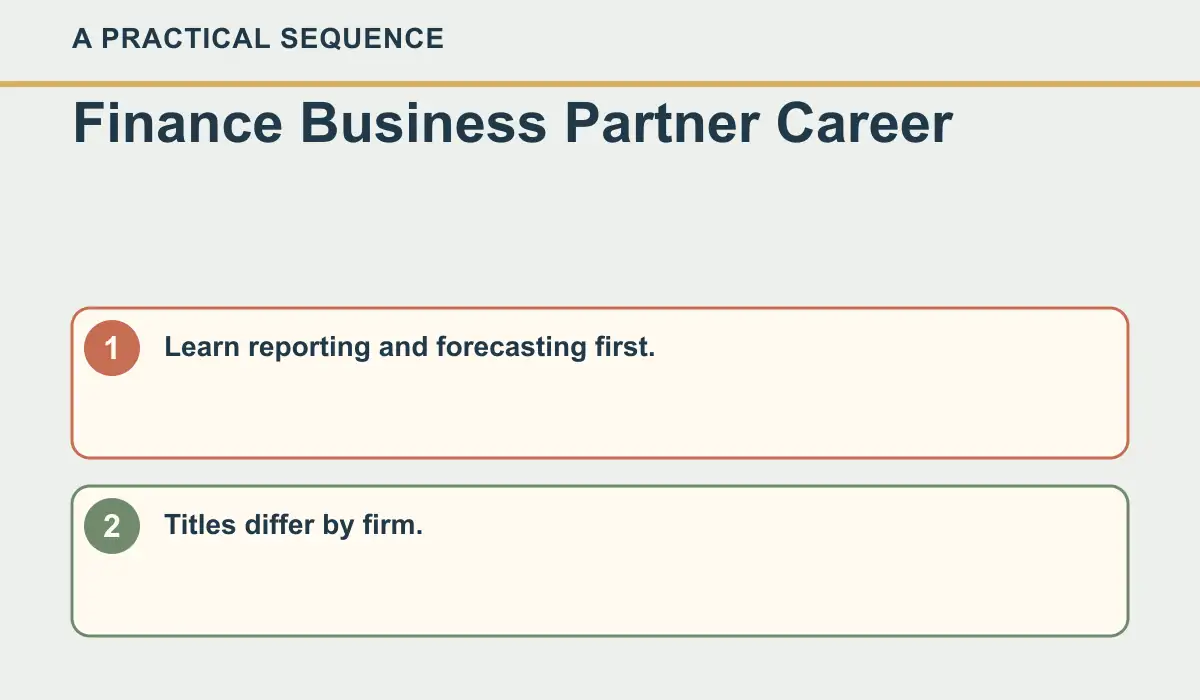 A PRACTICAL SEQUENCE
Finance Business Partner Career
1
Learn reporting and forecasting first.
2
Titles differ by firm.